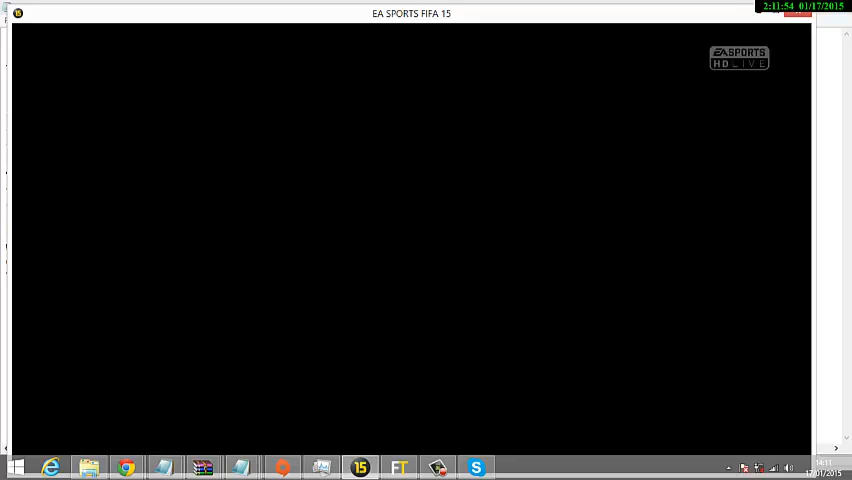 2:11:54 01/17/2015
EA SPORTS FIFA 15
EA SPORTS
HD LIVE
15
FT
14:11
17/01/2015